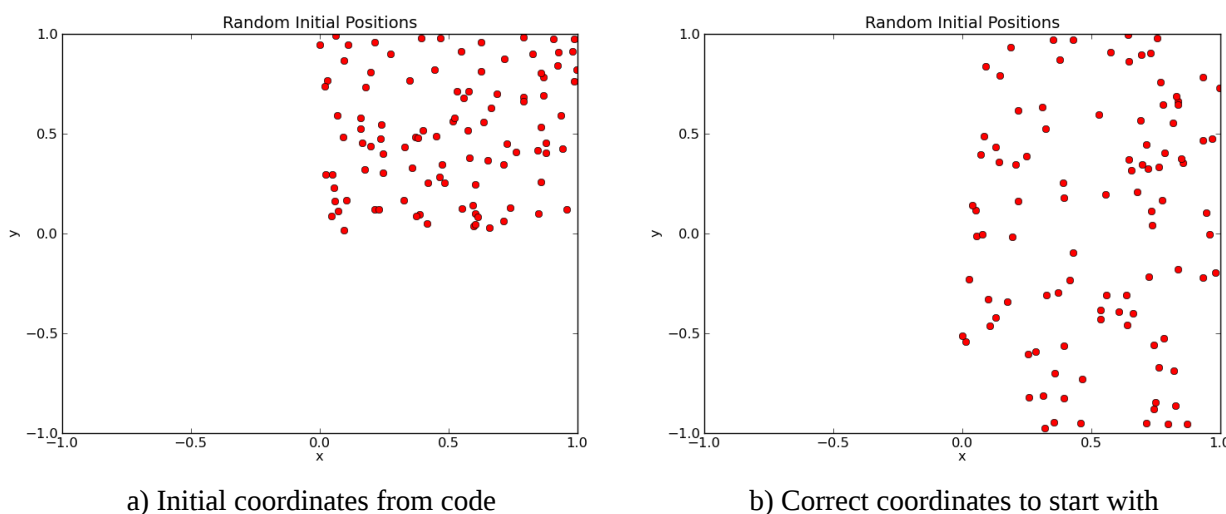 Random Initial Positions
1.0
0.5
0.0
−0.5
−1.0
y
−1.0 −0.5 0.0 0.5 1.0
x
a) Initial coordinates from code
Random Initial Positions
1.0
0.5
0.0
−0.5
−1.0
y
−1.0 −0.5 0.0 0.5 1.0
x
b) Correct coordinates to start with